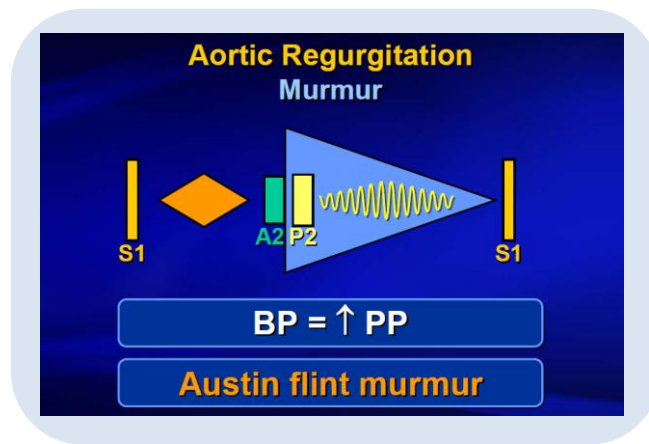 Aortic Regurgitation
Murmur
A2 P2
S1
S1
BP = ↑ PP
Austin flint murmur